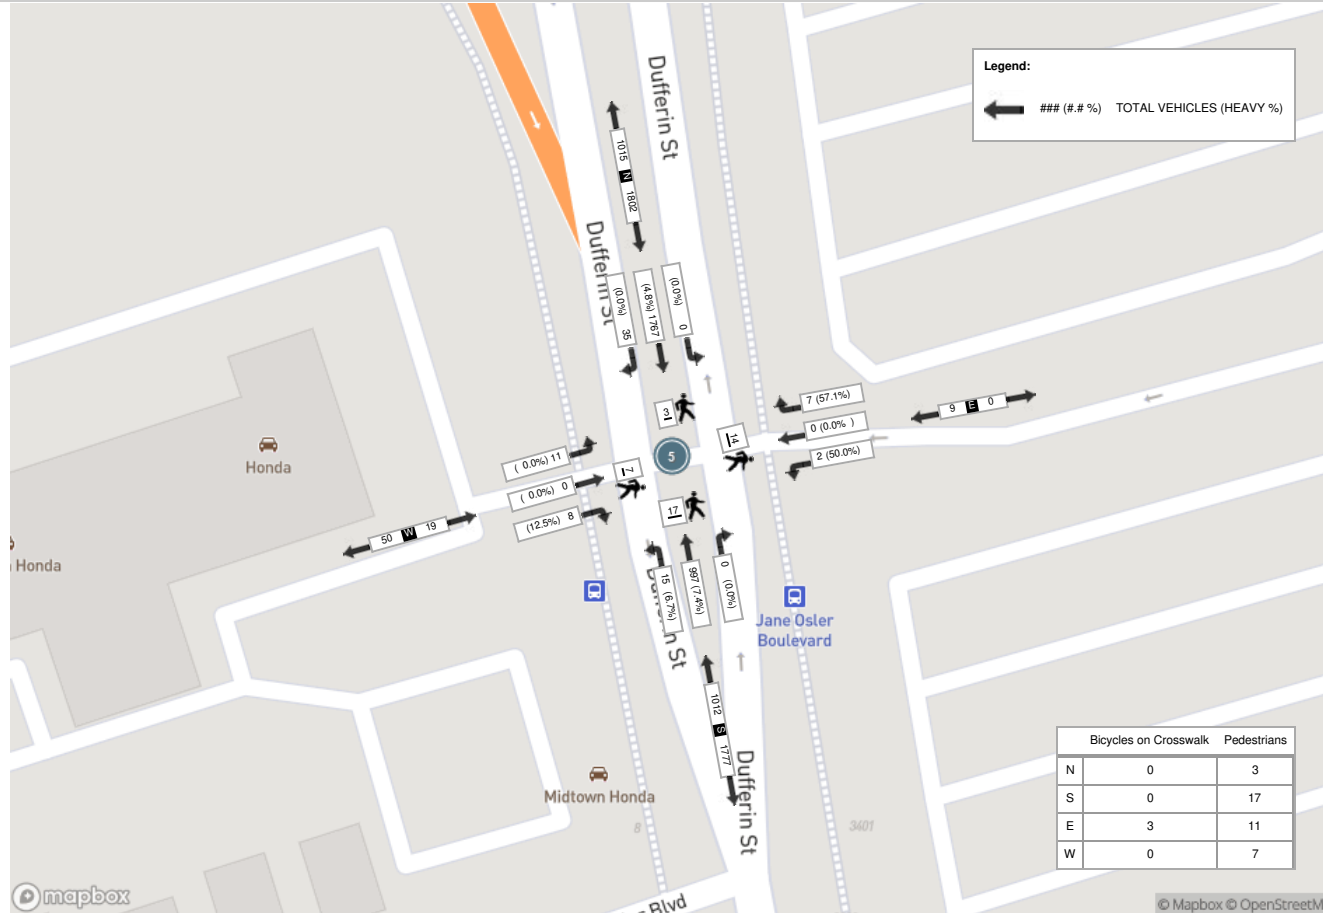 Legend:
### (#.# %) TOTAL VEHICLES (HEAVY %)
Dufferin St
1015 N 1802
Dufferin St
(0.0%) 35
(4.8%) 1767
(0.0%) 0
7 (57.1%)
0 (0.0% )
2 (50.0%)
9 E 0
3
14
5
7
17
( 0.0%) 11
( 0.0%) 0
(12.5%) 8
50 W 19
Honda
Honda
15 (6.7%)
997 (7.4%)
0 (0.0%)
Dufferin St
Jane Osler
Boulevard
1012 S 1777
Dufferin St
Midtown Honda
8
3401
Bicycles on Crosswalk Pedestrians
N 0 3
S 0 17
E 3 11
W 0 7
Blvd
mapbox
© Mapbox © OpenStreetM